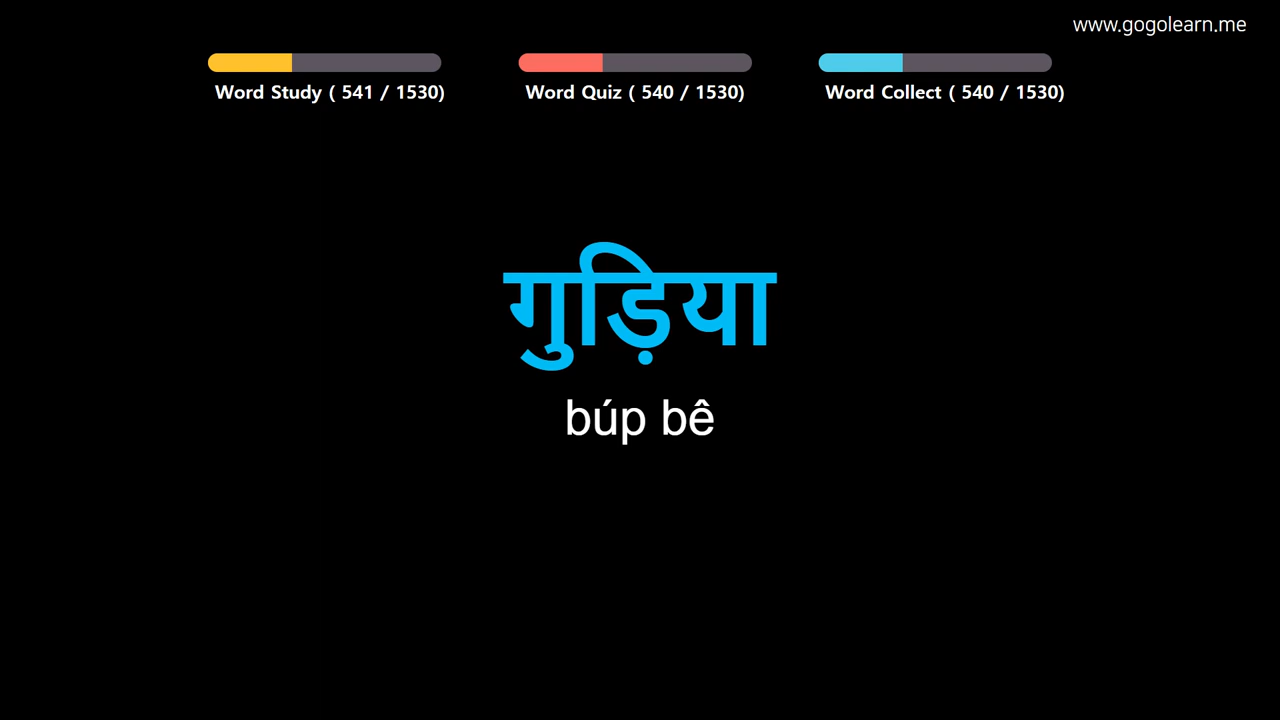 www.gogolearn.me
Word Study ( 541 / 1530)
Word Quiz ( 540 / 1530)
Word Collect ( 540 / 1530)
गुड़िया
búp bê